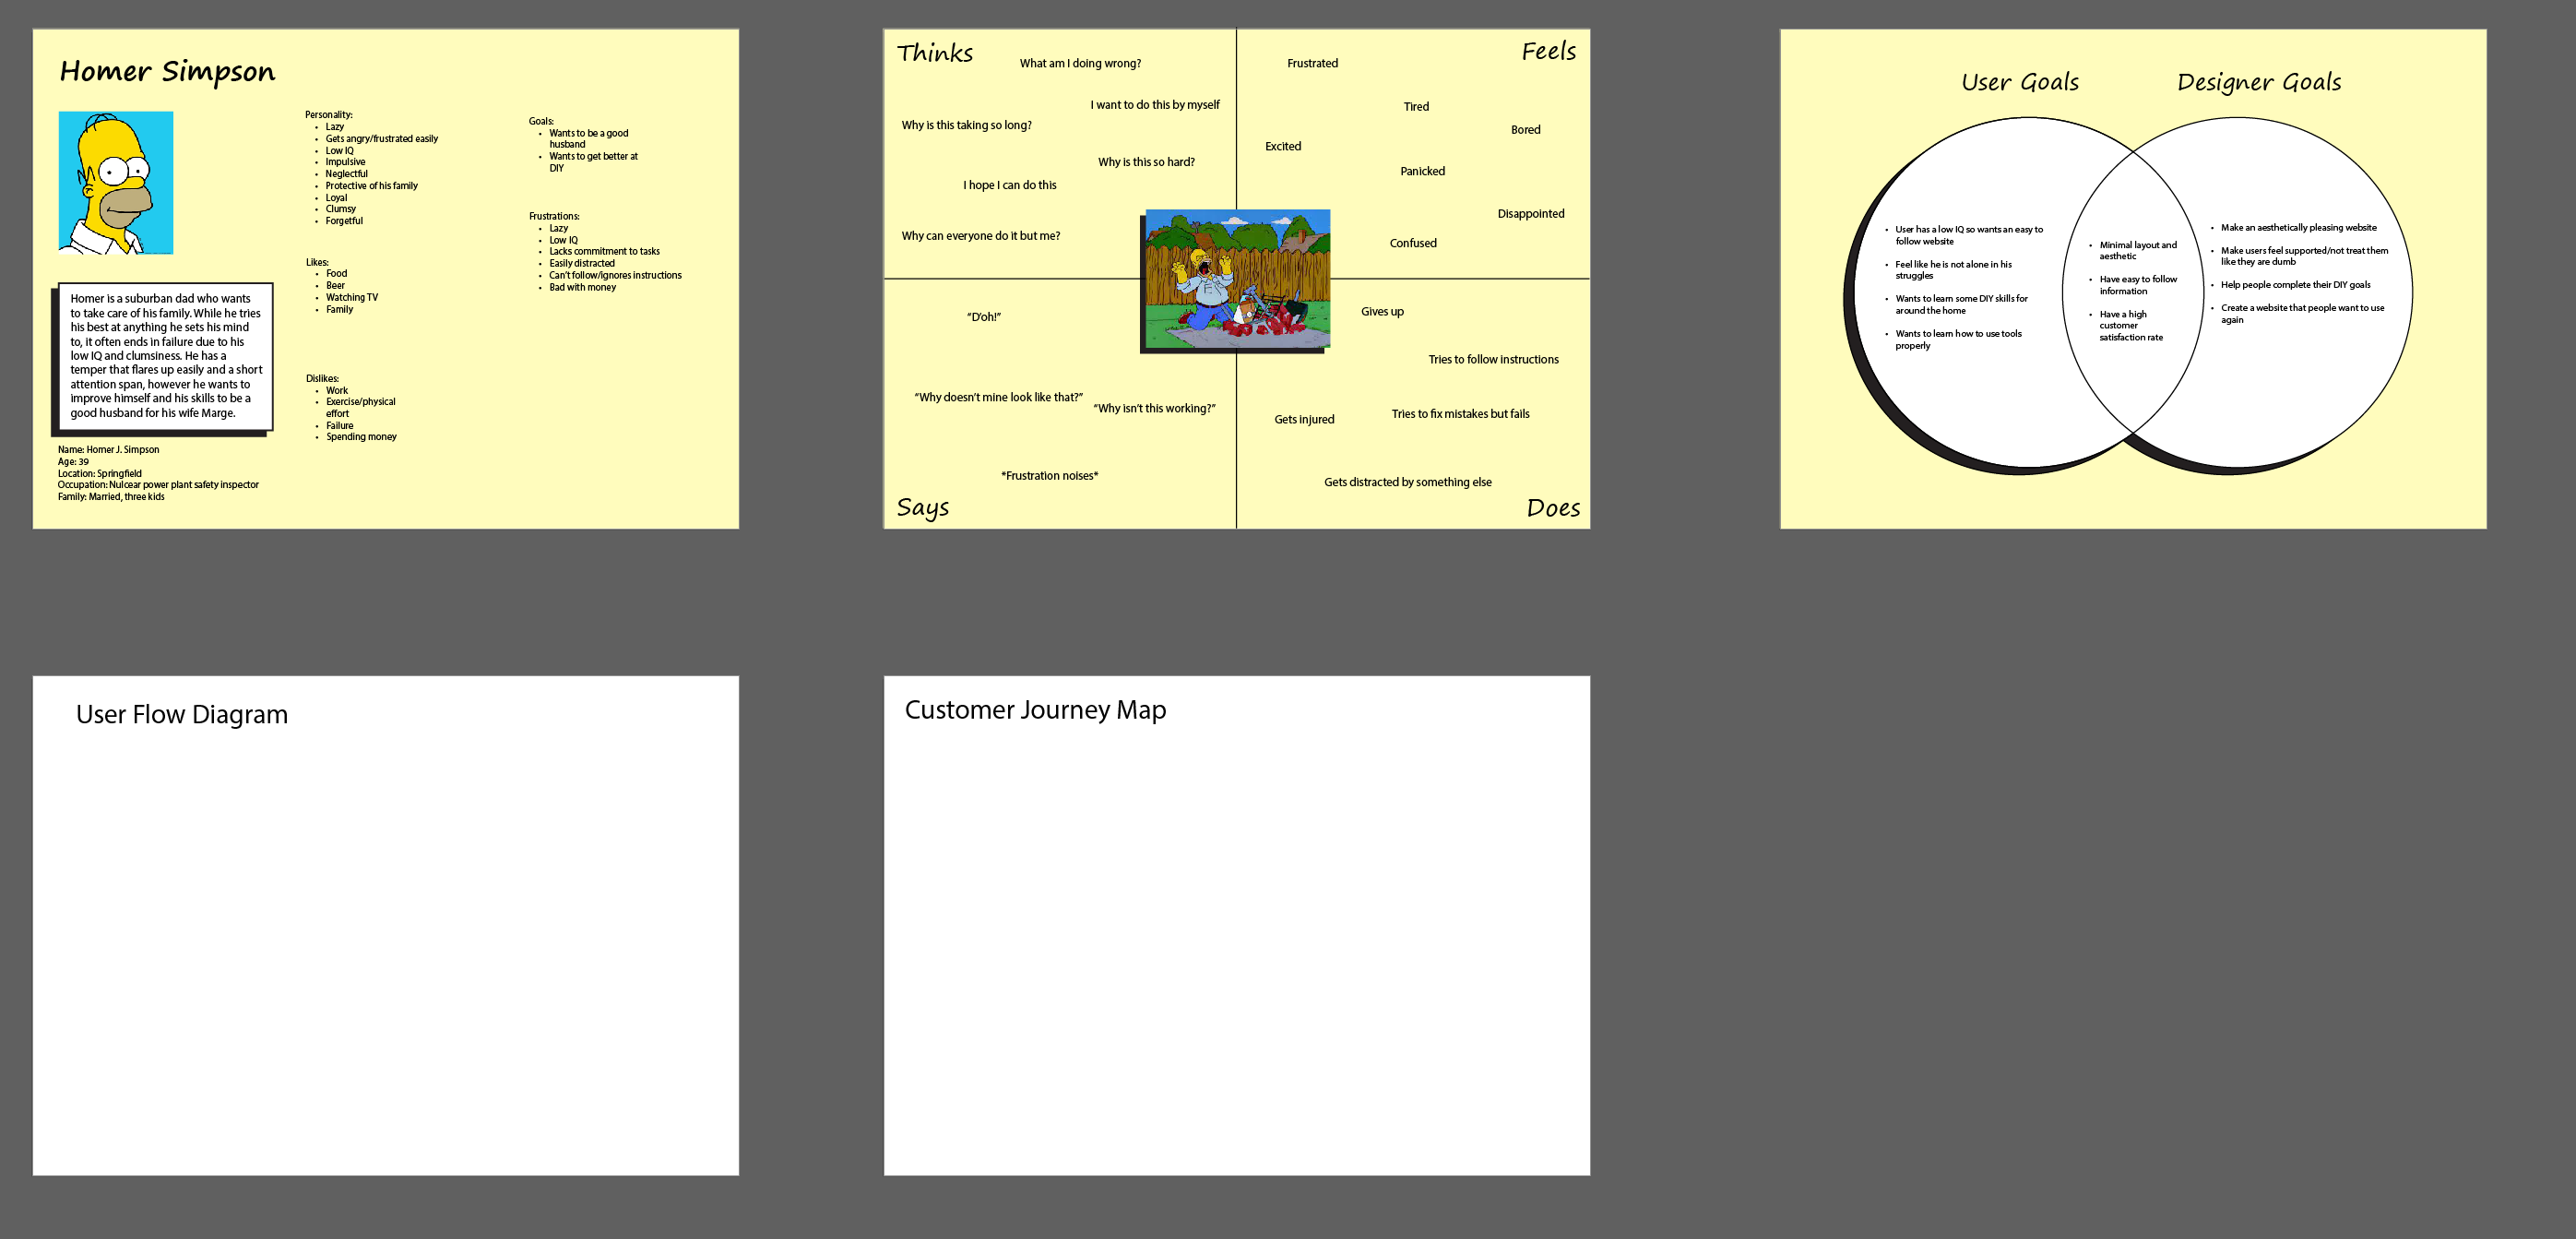 Homer Simpson
Homer is a suburban dad who wants
to take care of his family. While he tries
his best at anything he sets his mind
to, it often ends in failure due to his
low IQ and clumsiness. He has a
temper that flares up easily and a short
attention span, however he wants to
improve himself and his skills to be a
good husband for his wife Marge.
Name: Homer J. Simpson
Age: 39
Location: Springfield
Occupation: Nulcear power plant safety inspector
Family: Married, three kids
Personality:
• Lazy
• Gets angry/frustrated easily
• Low IQ
• Impulsive
• Neglectful
• Protective of his family
• Loyal
• Clumsy
• Forgetful
Likes:
• Food
• Beer
• Watching TV
• Family
Dislikes:
• Work
• Exercise/physical
effort
• Failure
• Spending money
Goals:
• Wants to be a good
husband
• Wants to get better at
DIY
Frustrations:
• Lazy
• Low IQ
• Lacks commitment to tasks
• Easily distracted
• Can't follow/ignores instructions
• Bad with money
Thinks
What am I doing wrong?
I want to do this by myself
Why is this taking so long?
Why is this so hard?
I hope I can do this
Why can everyone do it but me?
Feels
Frustrated
Tired
Bored
Excited
Panicked
Disappointed
Confused
"D'oh!"
"Why doesn't mine look like that?"
"Why isn't this working?"
*Frustration noises*
Says
Gives up
Tries to follow instructions
Gets injured
Tries to fix mistakes but fails
Gets distracted by something else
Does
User Goals
Designer Goals
• User has a low IQ so wants an easy to
follow website
• Feel like he is not alone in his
struggles
• Wants to learn some DIY skills for
around the home
• Wants to learn how to use tools
properly
• Minimal layout and
aesthetic
• Have easy to follow
information
• Have a high
customer
satisfaction rate
• Make an aesthetically pleasing website
• Make users feel supported/not treat them
like they are dumb
• Help people complete their DIY goals
• Create a website that people want to use
again
User Flow Diagram
Customer Journey Map